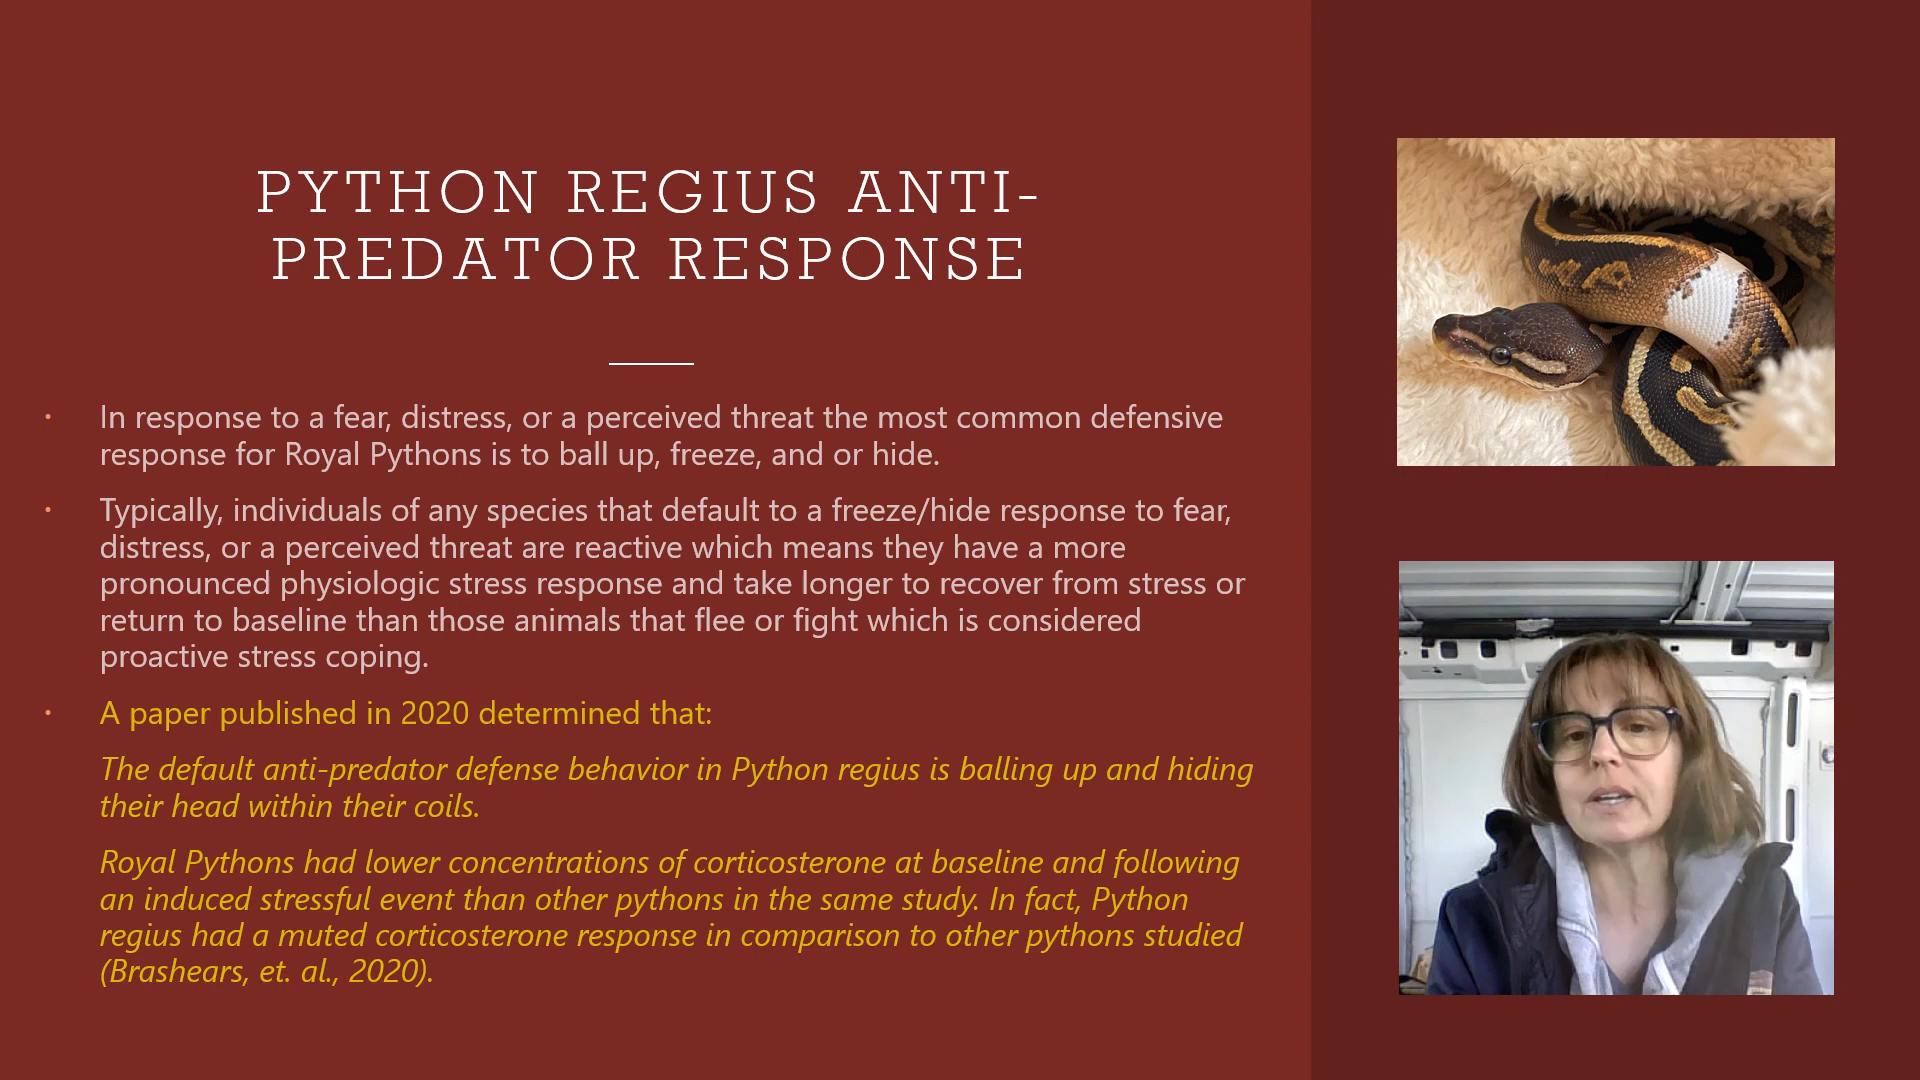 PYTHON REGIUS ANTI-
PREDATOR RESPONSE
• In response to a fear, distress, or a perceived threat the most common defensive
response for Royal Pythons is to ball up, freeze, and or hide.
• Typically, individuals of any species that default to a freeze/hide response to fear,
distress, or a perceived threat are reactive which means they have a more
pronounced physiologic stress response and take longer to recover from stress or
return to baseline than those animals that flee or fight which is considered
proactive stress coping.
• A paper published in 2020 determined that:
The default anti-predator defense behavior in Python regius is balling up and hiding
their head within their coils.
Royal Pythons had lower concentrations of corticosterone at baseline and following
an induced stressful event than other pythons in the same study. In fact, Python
regius had a muted corticosterone response in comparison to other pythons studied
(Brashears, et. al., 2020).